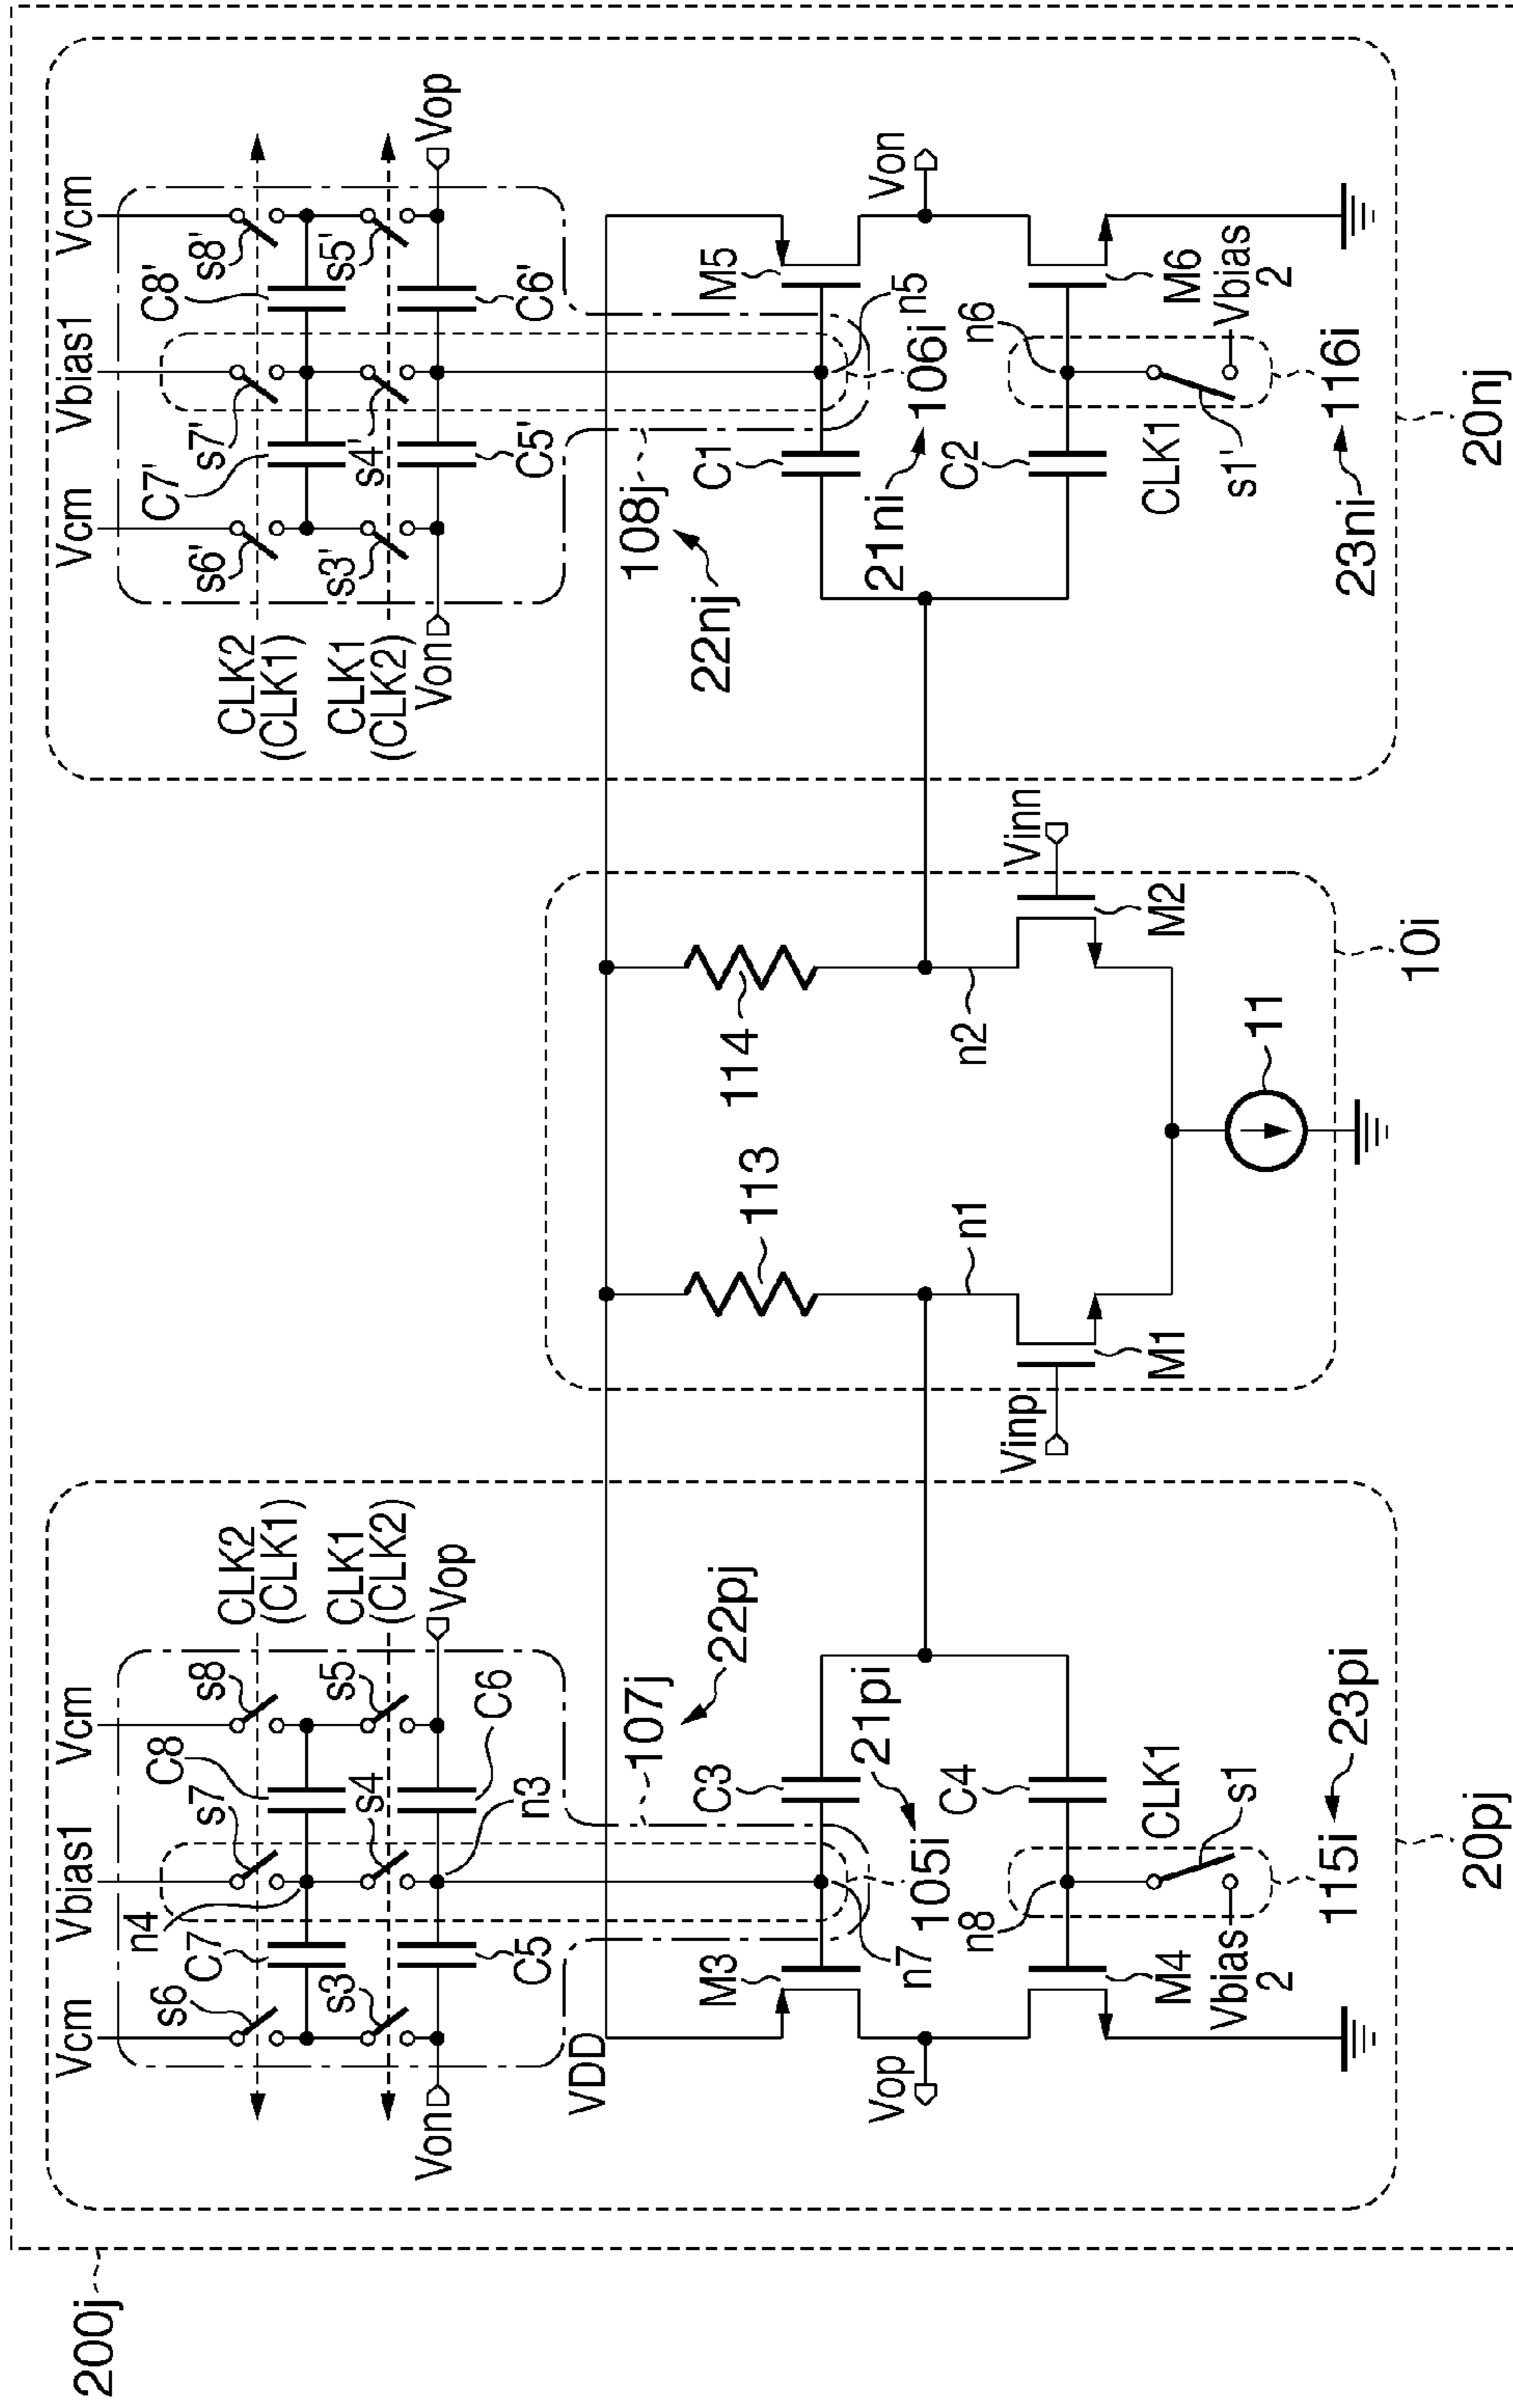 200j
Vcm
Vbias1
Vcm
s6
C7
n4
s7
C8
s8
CLK2
(CLK1)
s3
s4
s5
CLK1
(CLK2)
Von
Vop
C5
C6
n3
107j
22pj
VDD
M3
C3
n7
105i
21pi
Vop
n8
C4
M4
Vbias
2
CLK1
s1
115i
23pi
20pj
113
114
n1
n2
Vinp
M1
Vinn
M2
11
10i
Vcm
Vbias1
Vcm
s6'
C7'
s7'
C8'
s8'
CLK2
(CLK1)
s3'
s4'
s5'
CLK1
(CLK2)
Von
Vop
C5'
C6'
108j
22nj
C1
M5
n5
106i
21ni
Von
n6
C2
M6
Vbias
2
CLK1
s1'
116i
23ni
20nj